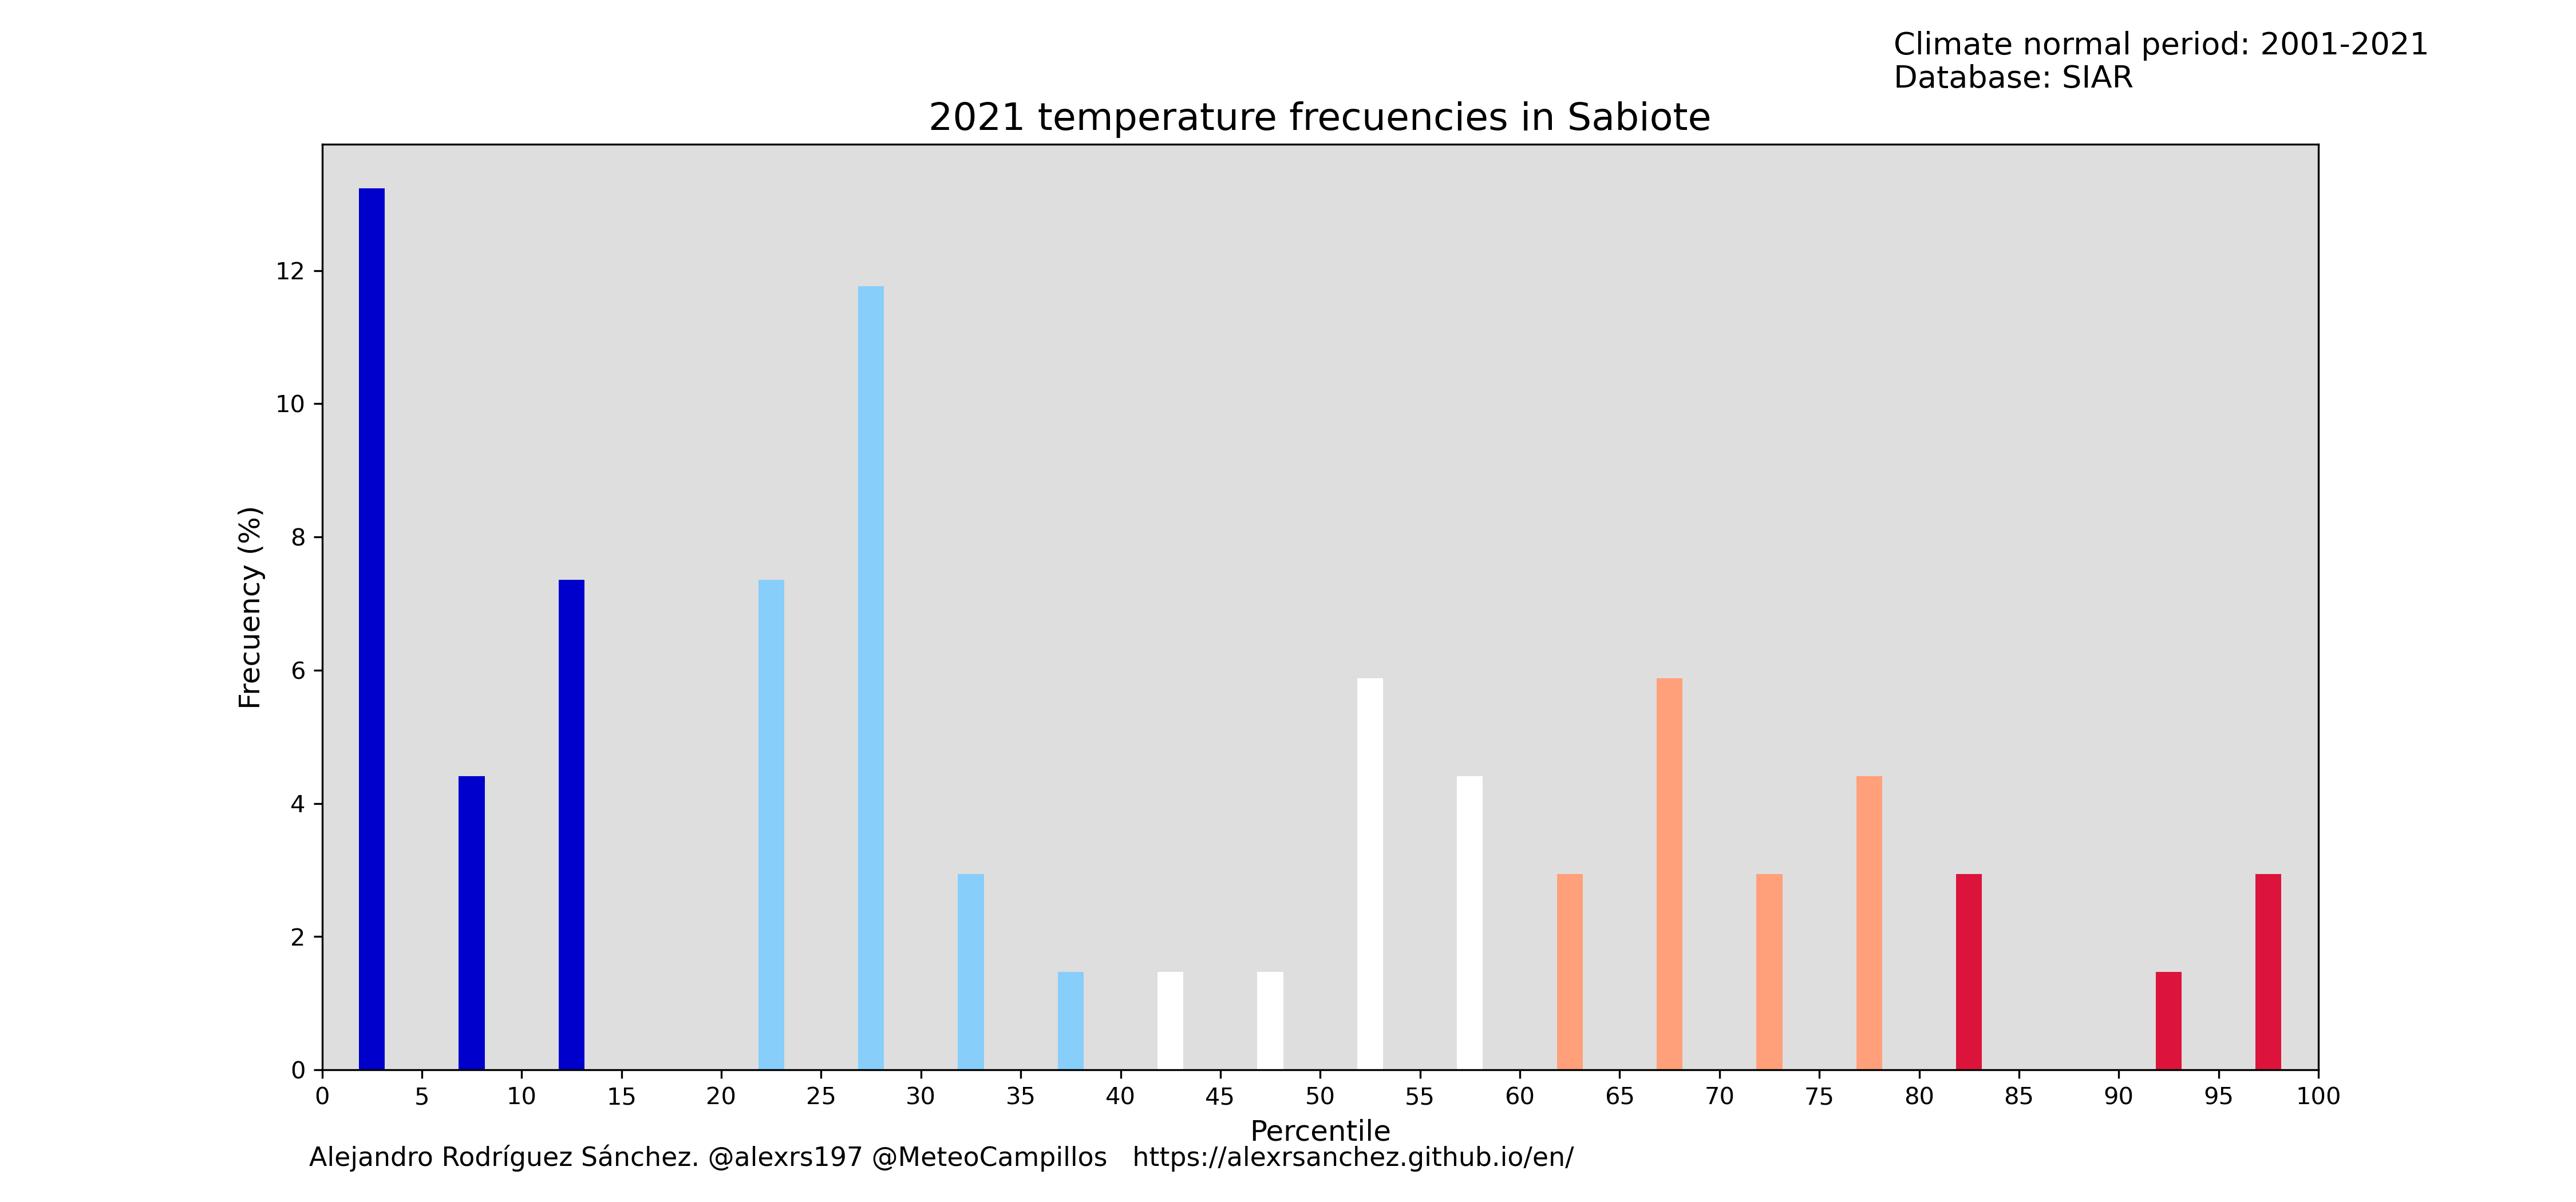 Climate normal period: 2001-2021
Database: SIAR
2021 temperature frecuencies in Sabiote
Frecuency (%)
12
10
8
6
4
2
0
0 5 10 15 20 25 30 35 40 45 50 55 60 65 70 75 80 85 90 95 100
Percentile
Alejandro Rodríguez Sánchez. @alexrs197 @MeteoCampillos https://alexrsanchez.github.io/en/